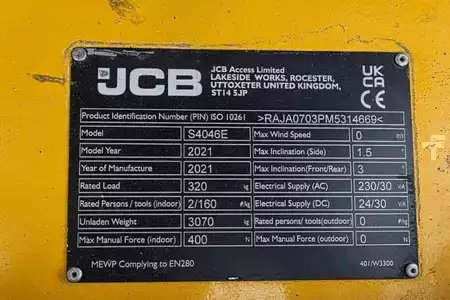 JCB
JCB Access Limited
LAKESIDE WORKS, ROCESTER,
UTTOXETER UNITED KINGDOM,
ST14 5JP
UK
CA
CE
Product Identification Number (PIN) ISO 10261 >RAJA0703PM5314669<
Model S4046E Max Wind Speed 0 m/s
Model Year 2021 Max Inclination (Side) 1.5 °
Year of Manufacture 2021 Max Inclination(Front/Rear) 3 °
Rated Load 320 kg Electrical Supply (AC) 230/30 V/A
Rated Persons / tools (indoor) 2/160 /kg Electrical Supply (DC) 24/30 V/A
Unladen Weight 3070 kg Rated persons / tools(outdoor) 0 /kg
Max Manual Force (indoor) 400 N Max Manual Force (outdoor) 0 N
MEWP Complying to EN280 401/W3300